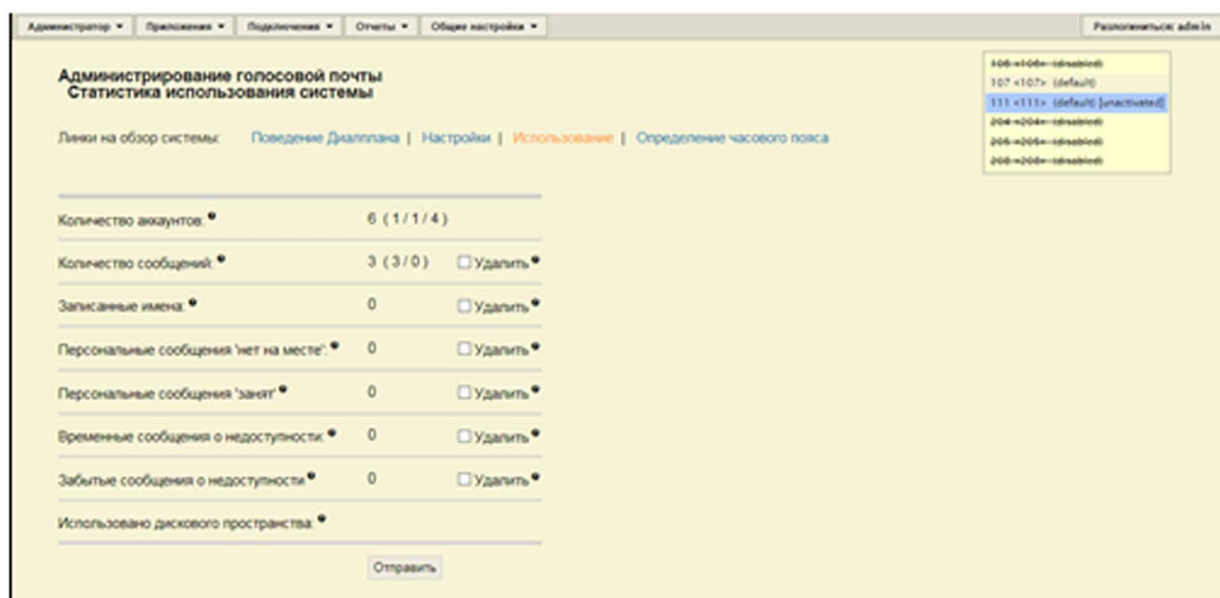 Администратор Приложения Подключения Отчеты Общие настройки Разлогиниться: admin
Администрирование голосовой почты
Статистика использования системы
Линки на обзор системы: Поведение Диалплана | Настройки | Использование | Определение часового пояса
106 <106> (disabled)
107 <107> (default)
111 <111> (default) [unactivated]
204 <204> (disabled)
205 <205> (disabled)
208 <208> (disabled)
Количество аккаунтов: 6 ( 1 / 1 / 4 )
Количество сообщений: 3 ( 3 / 0 ) Удалить
Записанные имена: 0 Удалить
Персональные сообщения 'нет на месте': 0 Удалить
Персональные сообщения 'занят' 0 Удалить
Временные сообщения о недоступности: 0 Удалить
Забытые сообщения о недоступности 0 Удалить
Использовано дискового пространства:
Отправить